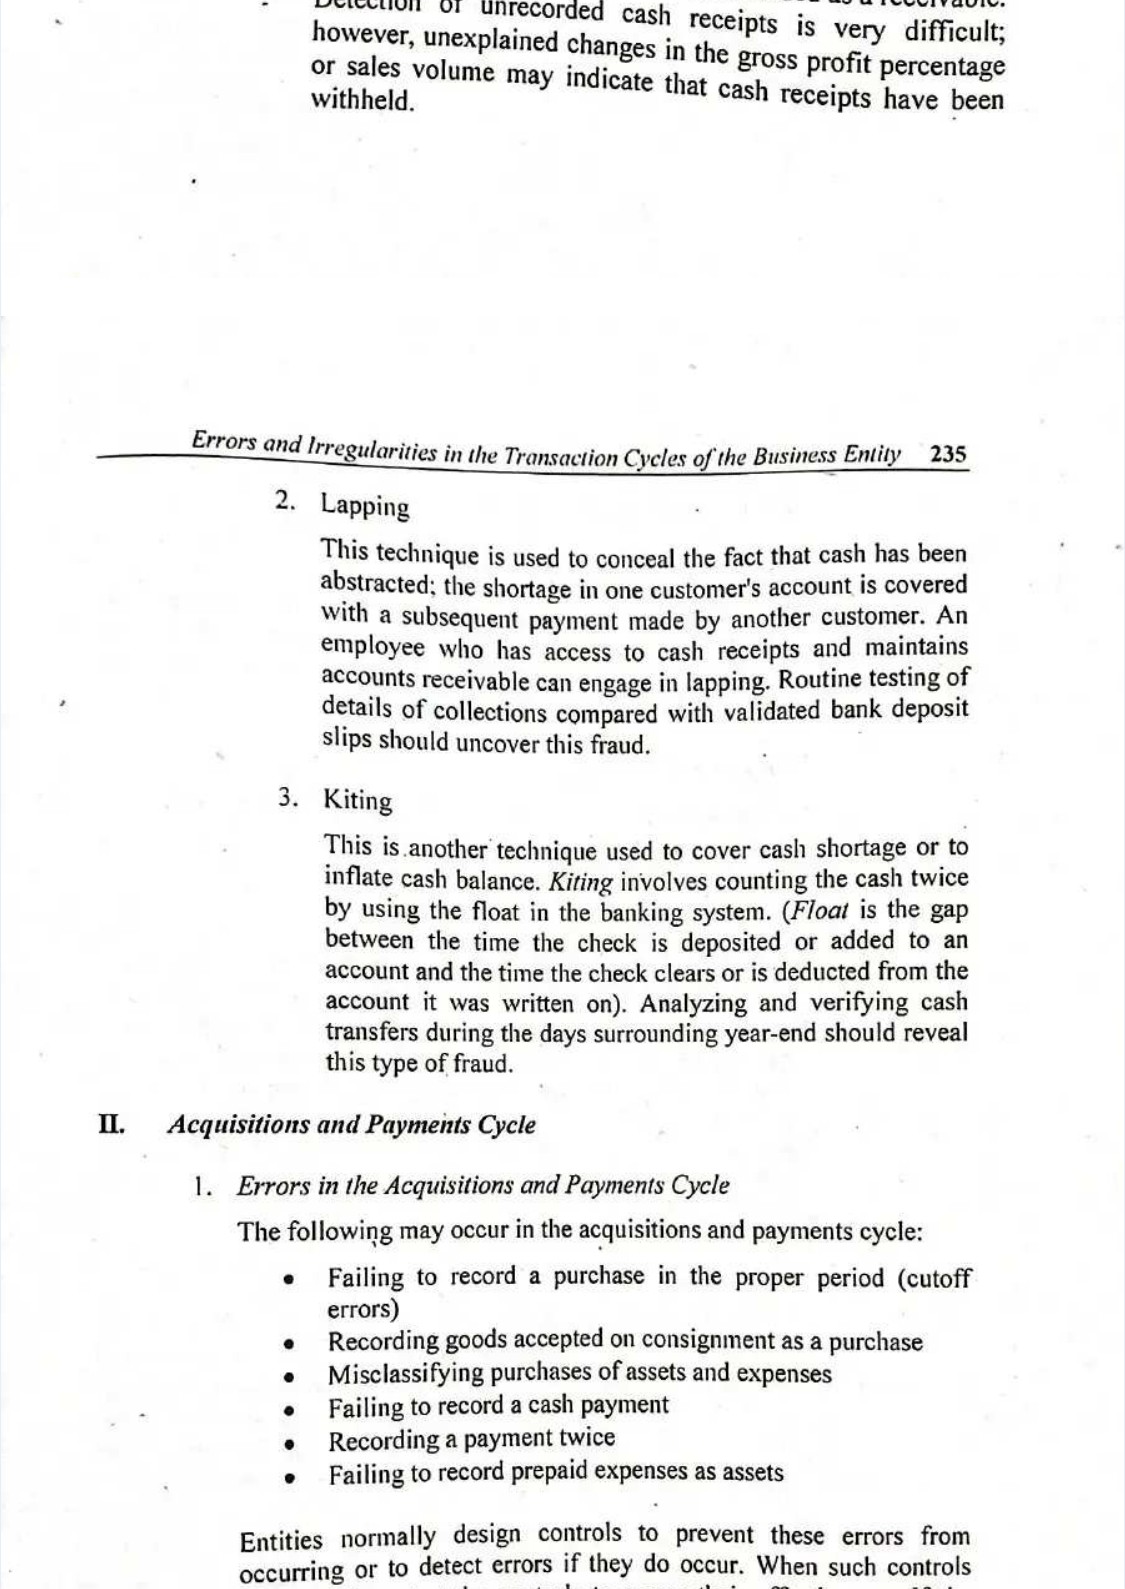 Detection of unrecorded cash receipts is very difficult;
however, unexplained changes in the gross profit percentage
or sales volume may indicate that cash receipts have been
withheld.
Errors and Irregularities in the Transaction Cycles of the Business Entity 235
2. Lapping
This technique is used to conceal the fact that cash has been
abstracted; the shortage in one customer's account is covered
with a subsequent payment made by another customer. An
employee who has access to cash receipts and maintains
accounts receivable can engage in lapping. Routine testing of
details of collections compared with validated bank deposit
slips should uncover this fraud.
3. Kiting
This is another technique used to cover cash shortage or to
inflate cash balance. Kiting involves counting the cash twice
by using the float in the banking system. (Float is the gap
between the time the check is deposited or added to an
account and the time the check clears or is deducted from the
account it was written on). Analyzing and verifying cash
transfers during the days surrounding year-end should reveal
this type of fraud.
II. Acquisitions and Payments Cycle
1. Errors in the Acquisitions and Payments Cycle
The following may occur in the acquisitions and payments cycle:
• Failing to record a purchase in the proper period (cutoff
errors)
• Recording goods accepted on consignment as a purchase
• Misclassifying purchases of assets and expenses
• Failing to record a cash payment
• Recording a payment twice
• Failing to record prepaid expenses as assets
Entities normally design controls to prevent these errors from
occurring or to detect errors if they do occur. When such controls